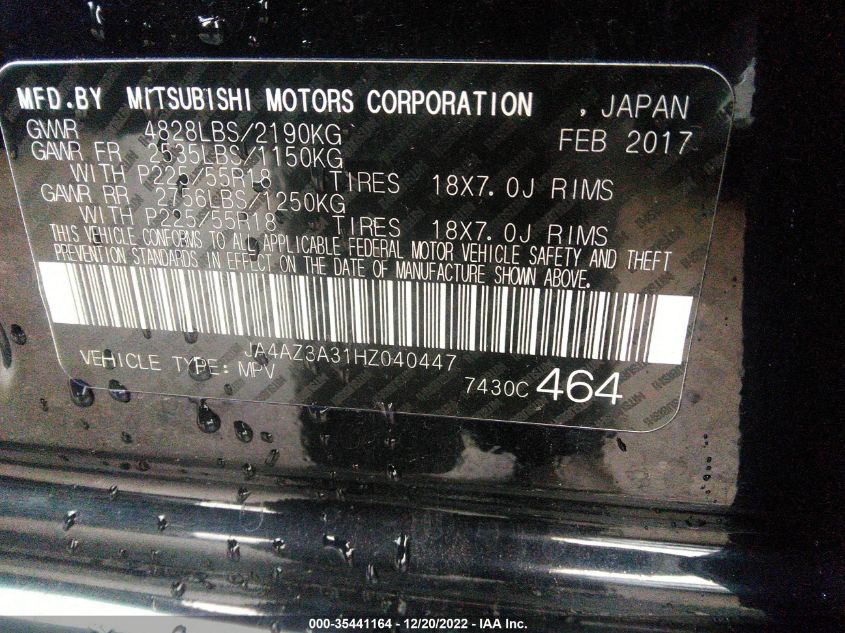 MFD.BY MITSUBISHI MOTORS CORPORATION , JAPAN
GVWR 4828LBS/2190KG FEB 2017
GAWR FR 2535LBS/1150KG
WITH P225/55R18 TIRES 18X7.0J RIMS
GAWR RR 2756LBS/1250KG
WITH P225/55R18 TIRES 18X7.0J RIMS
THIS VEHICLE CONFORMS TO ALL APPLICABLE FEDERAL MOTOR VEHICLE SAFETY AND THEFT
PREVENTION STANDARDS IN EFFECT ON THE DATE OF MANUFACTURE SHOWN ABOVE.
JA4AZ3A31HZ040447
VEHICLE TYPE: MPV
7430C 464
000-35441164 - 12/20/2022 - IAA Inc.